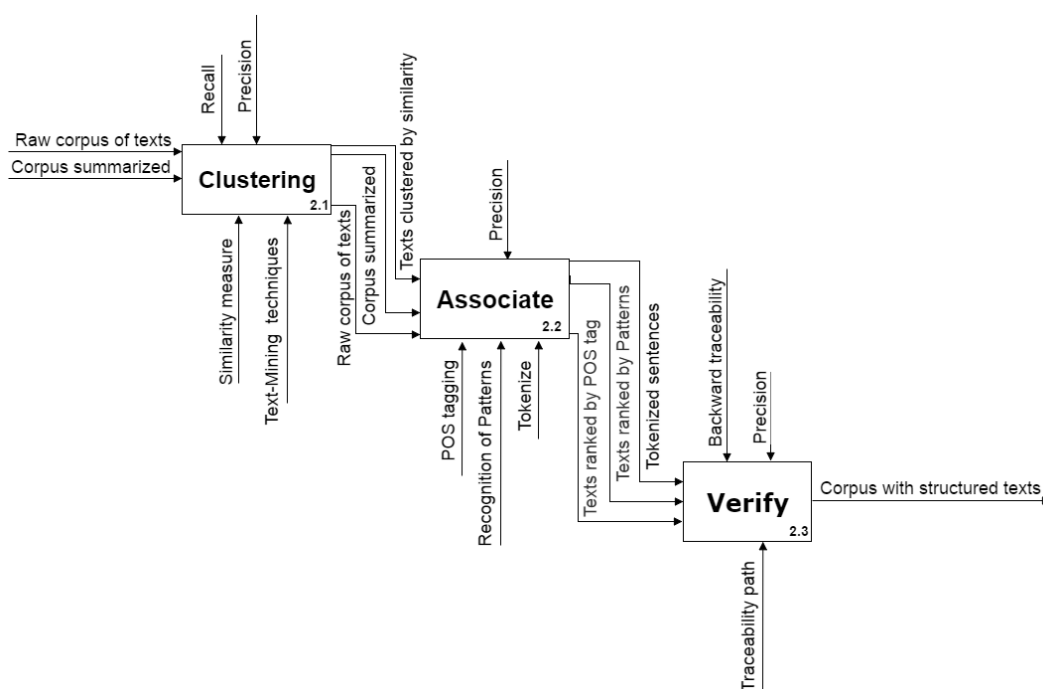 Recall
Precision
Raw corpus of texts
Corpus summarized
Clustering
2.1
Similarity measure
Text-Mining techniques
Texts clustered by similarity
Corpus summarized
Raw corpus of texts
Precision
Associate
2.2
POS tagging
Recognition of Patterns
Tokenize
Tokenized sentences
Texts ranked by Patterns
Texts ranked by POS tag
Backward traceability
Precision
Verify
2.3
Traceability path
Corpus with structured texts